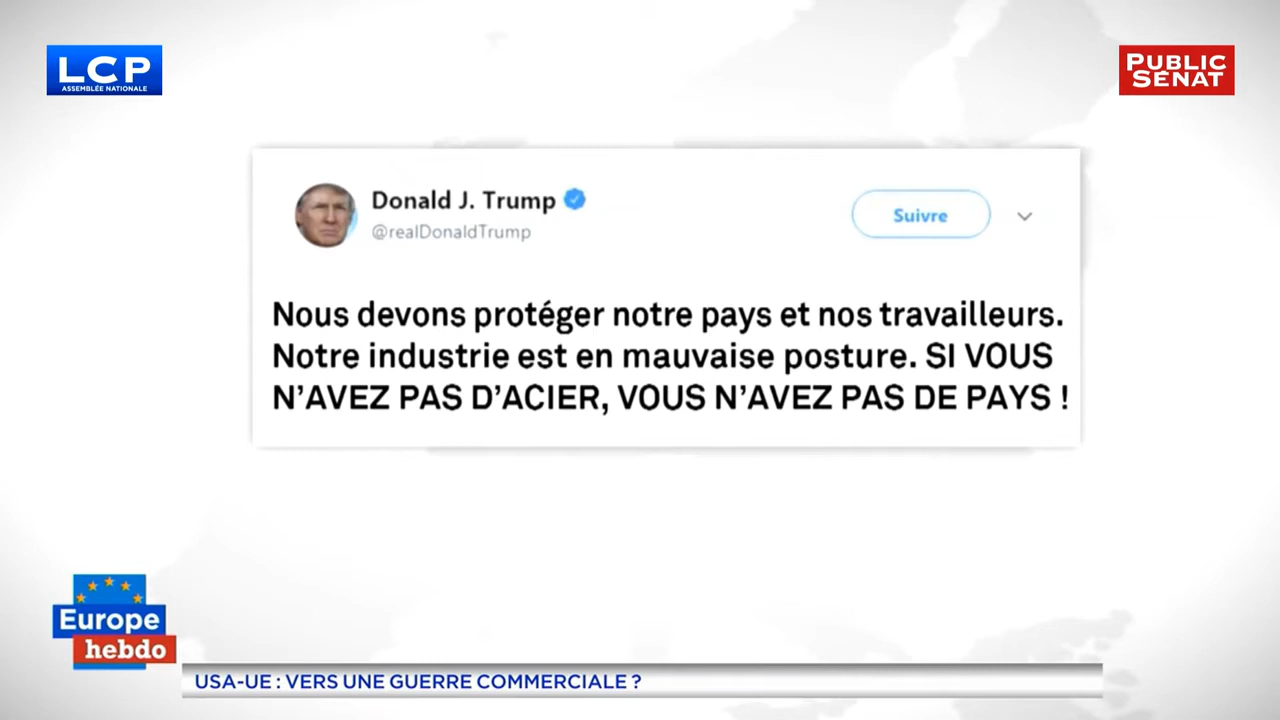 LCP
ASSEMBLÉE NATIONALE
PUBLIC
SÉNAT
Donald J. Trump
@realDonaldTrump
Suivre
Nous devons protéger notre pays et nos travailleurs.
Notre industrie est en mauvaise posture. SI VOUS
N’AVEZ PAS D’ACIER, VOUS N’AVEZ PAS DE PAYS !
Europe
hebdo
USA-UE : VERS UNE GUERRE COMMERCIALE ?